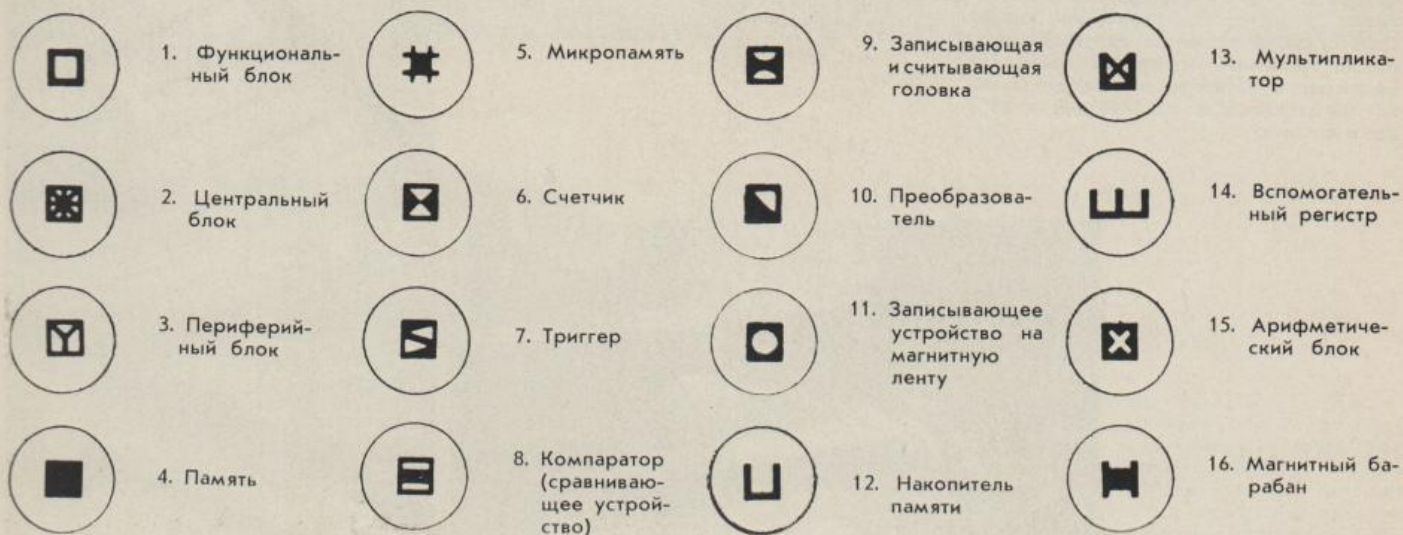 1. Функциональ-
ный блок
2. Центральный
блок
3. Периферий-
ный блок
4. Память
5. Микропамять
6. Счетчик
7. Триггер
8. Компаратор
(сравниваю-
щее устрой-
ство)
9. Записывающая
и считывающая
головка
10. Преобразова-
тель
11. Записывающее
устройство на
магнитную
ленту
12. Накопитель
памяти
13. Мультиплика-
тор
14. Вспомогатель-
ный регистр
15. Арифметиче-
ский блок
16. Магнитный ба-
рабан